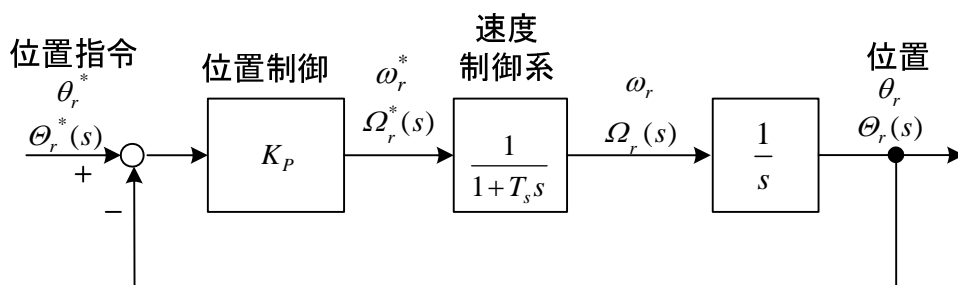 位置指令
θ_r^*
Θ_r^*(s)
+
−
位置制御
K_P
ω_r^*
Ω_r^*(s)
速度
制御系
1
1+T_s s
ω_r
Ω_r(s)
1
s
位置
θ_r
Θ_r(s)